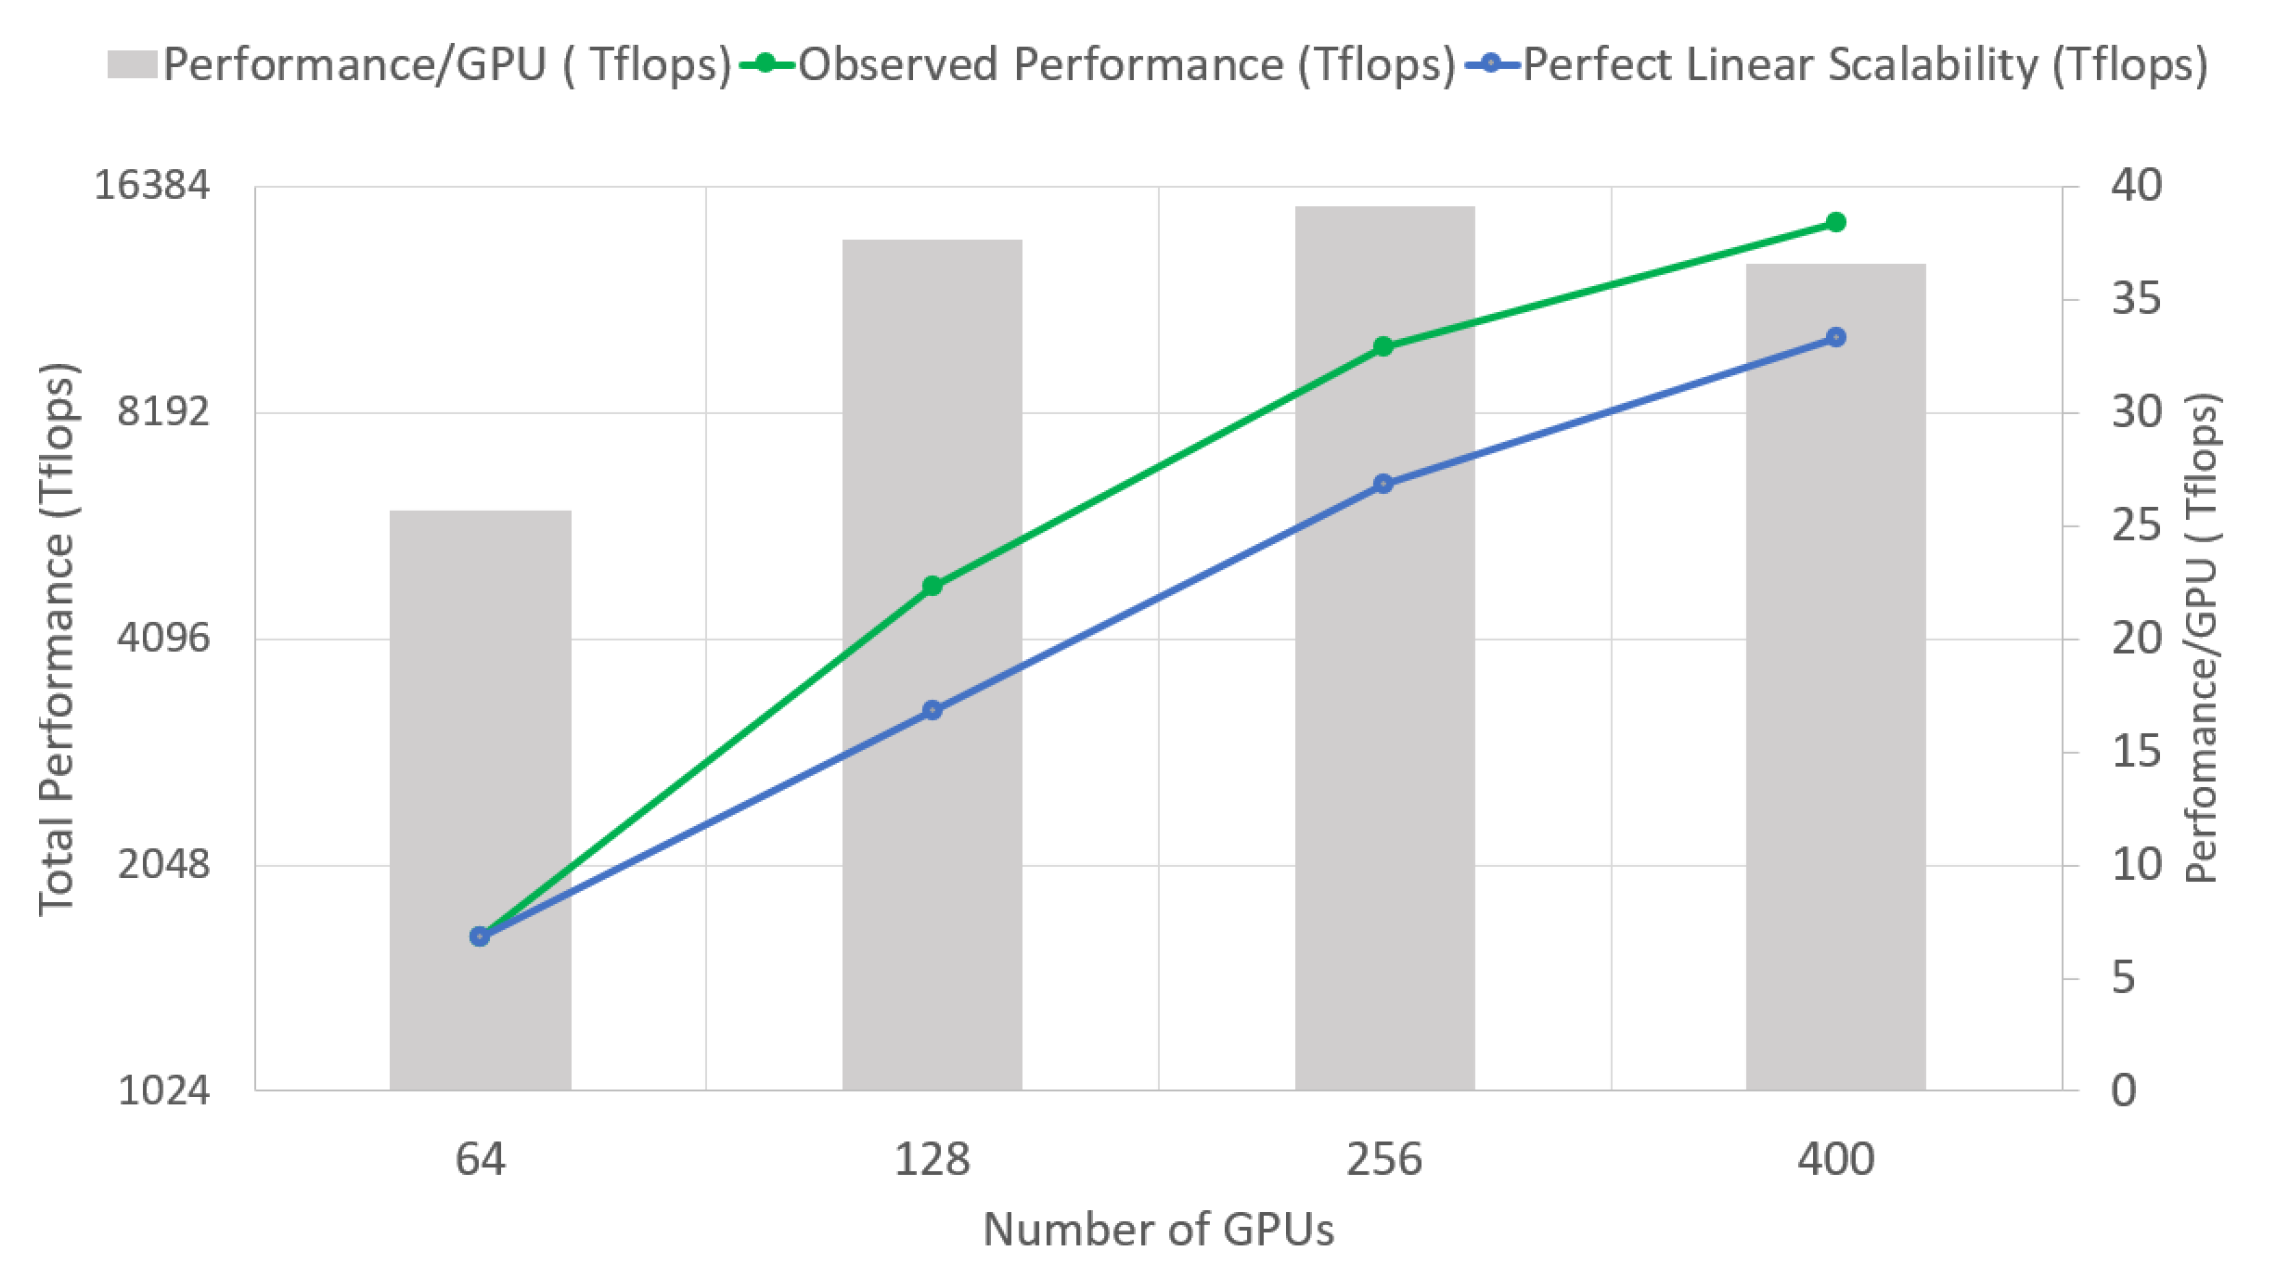 Performance/GPU ( Tflops) Observed Performance (Tflops) Perfect Linear Scalability (Tflops)
Total Performance (Tflops)
16384
8192
4096
2048
1024
40
35
30
25
20
15
10
5
0
Perfomance/GPU ( Tflops)
64 128 256 400
Number of GPUs